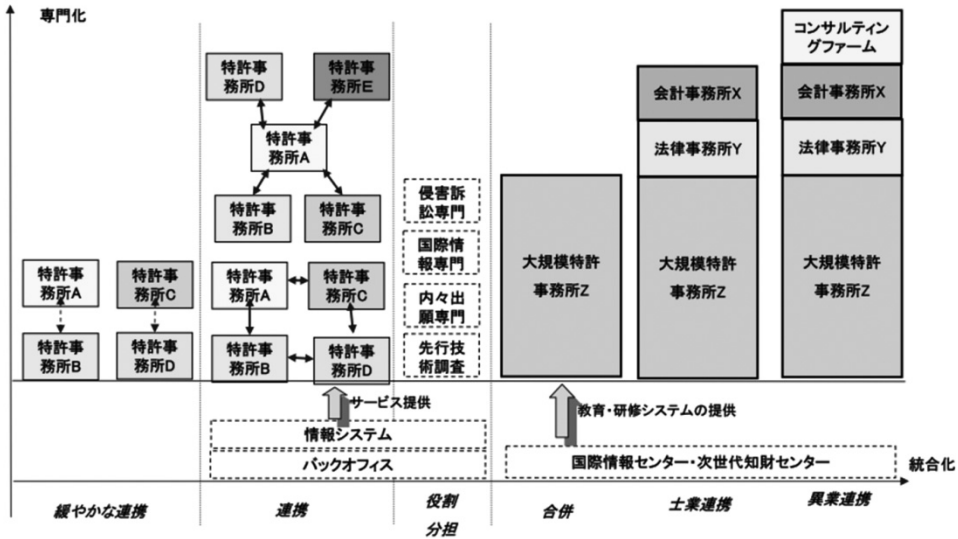 専門化
コンサルティ
ングファーム
特許事
務所D
特許事
務所E
会計事務所X
会計事務所X
特許事
務所A
法律事務所Y
法律事務所Y
特許事
務所B
特許事
務所C
侵害訴
訟専門
国際情
報専門
大規模特許
事務所Z
大規模特許
事務所Z
大規模特許
事務所Z
特許事
務所A
特許事
務所C
特許事
務所A
特許事
務所C
内々出
願専門
特許事
務所B
特許事
務所D
特許事
務所B
特許事
務所D
先行技
術調査
サービス提供
教育・研修システムの提供
情報システム
バックオフィス
国際情報センター・次世代知財センター
統合化
緩やかな連携
連携
役割
分担
合併
士業連携
異業連携